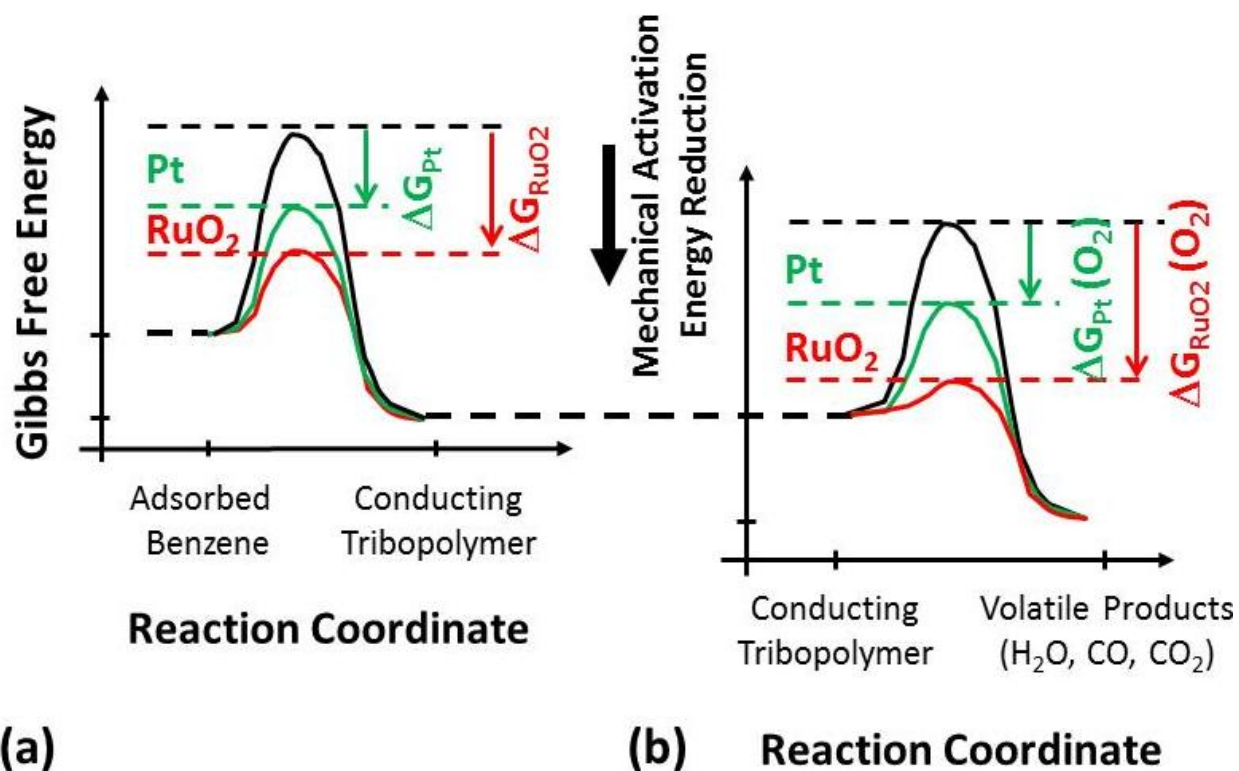 Gibbs Free Energy
Pt
RuO₂
ΔG_Pt
ΔG_RuO2
Adsorbed
Benzene
Conducting
Tribopolymer
Reaction Coordinate
(a)
Mechanical Activation
Energy Reduction
Pt
RuO₂
ΔG_Pt (O₂)
ΔG_RuO2 (O₂)
Conducting
Tribopolymer
Volatile Products
(H₂O, CO, CO₂)
(b)
Reaction Coordinate